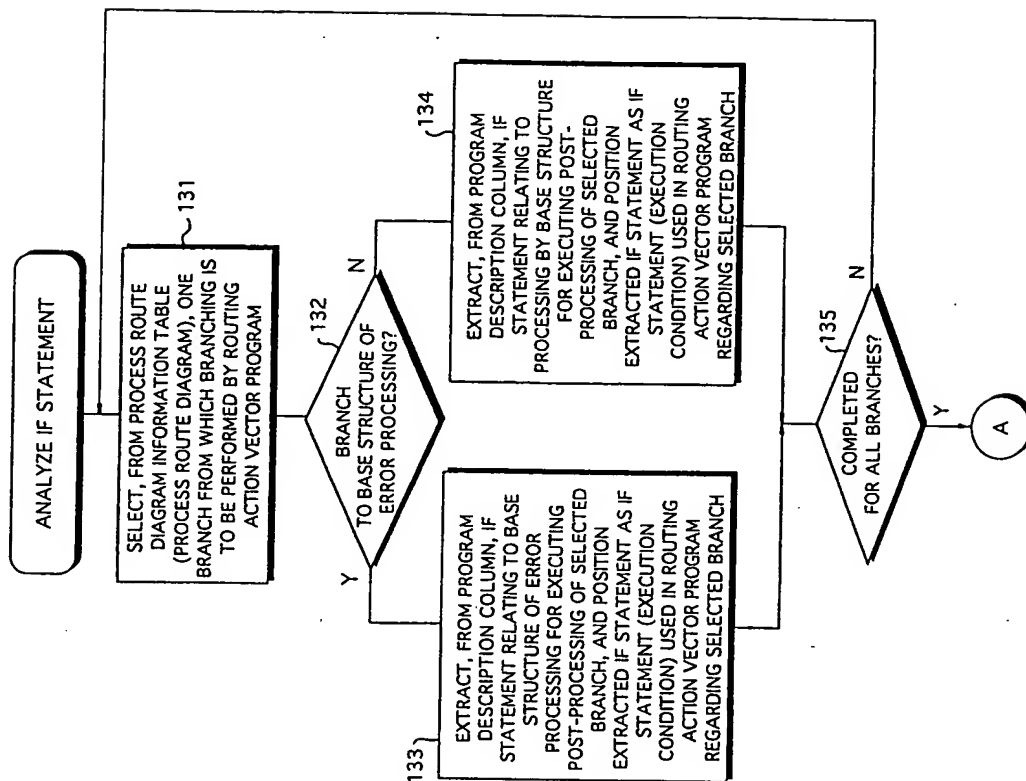 ANALYZE IF STATEMENT
131
SELECT, FROM PROCESS ROUTE
DIAGRAM INFORMATION TABLE
(PROCESS ROUTE DIAGRAM), ONE
BRANCH FROM WHICH BRANCHING IS
TO BE PERFORMED BY ROUTING
ACTION VECTOR PROGRAM
132
BRANCH
TO BASE STRUCTURE OF
ERROR PROCESSING?
Y
N
133
EXTRACT, FROM PROGRAM
DESCRIPTION COLUMN, IF
STATEMENT RELATING TO BASE
STRUCTURE OF ERROR
PROCESSING FOR EXECUTING
POST-PROCESSING OF SELECTED
BRANCH, AND POSITION
EXTRACTED IF STATEMENT AS IF
STATEMENT (EXECUTION
CONDITION) USED IN ROUTING
ACTION VECTOR PROGRAM
REGARDING SELECTED BRANCH
134
EXTRACT, FROM PROGRAM
DESCRIPTION COLUMN, IF
STATEMENT RELATING TO
PROCESSING BY BASE STRUCTURE
FOR EXECUTING POST-
PROCESSING OF SELECTED
BRANCH, AND POSITION
EXTRACTED IF STATEMENT AS IF
STATEMENT (EXECUTION
CONDITION) USED IN ROUTING
ACTION VECTOR PROGRAM
REGARDING SELECTED BRANCH
135
COMPLETED
FOR ALL BRANCHES?
N
Y
A